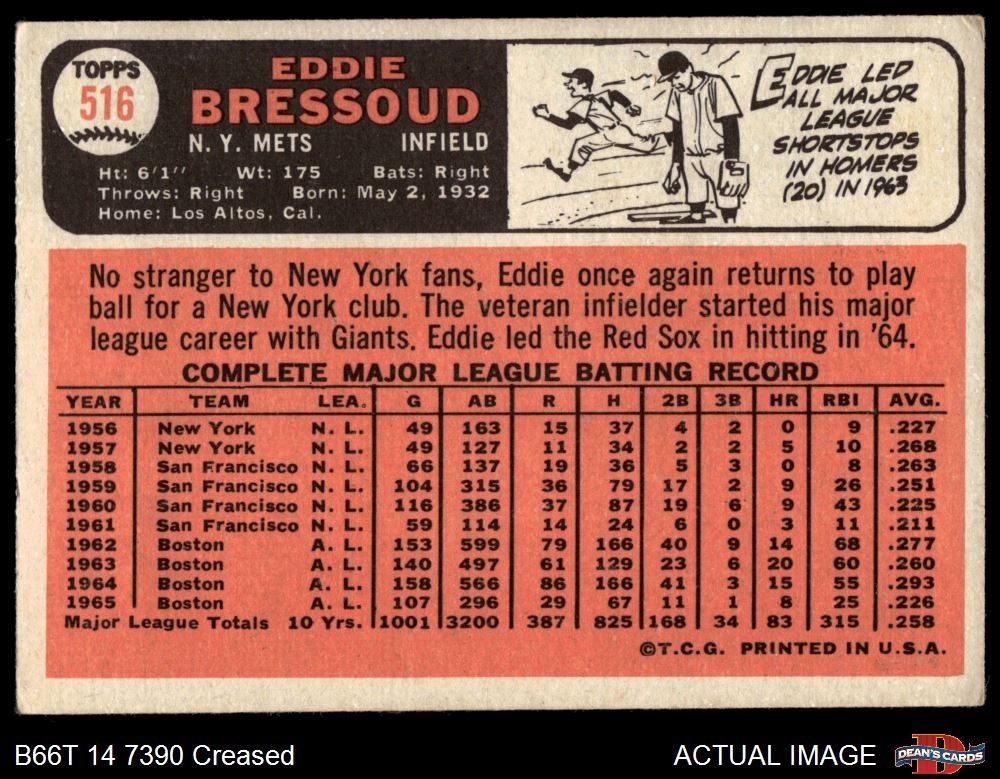 TOPPS
516
EDDIE
BRESSOUD
N. Y. METS INFIELD
Ht: 6'1" Wt: 175 Bats: Right
Throws: Right Born: May 2, 1932
Home: Los Altos, Cal.
EDDIE LED
ALL MAJOR
LEAGUE
SHORTSTOPS
IN HOMERS
(20) IN 1963
No stranger to New York fans, Eddie once again returns to play
ball for a New York club. The veteran infielder started his major
league career with Giants. Eddie led the Red Sox in hitting in '64.
COMPLETE MAJOR LEAGUE BATTING RECORD
YEAR TEAM LEA. G AB R H 2B 3B HR RBI AVG.
1956 New York N. L. 49 163 15 37 4 2 0 9 .227
1957 New York N. L. 49 127 11 34 2 2 5 10 .268
1958 San Francisco N. L. 66 137 19 36 5 3 0 8 .263
1959 San Francisco N. L. 104 315 36 79 17 2 9 26 .251
1960 San Francisco N. L. 116 386 37 87 19 6 9 43 .225
1961 San Francisco N. L. 59 114 14 24 6 0 3 11 .211
1962 Boston A. L. 153 599 79 166 40 9 14 68 .277
1963 Boston A. L. 140 497 61 129 23 6 20 60 .260
1964 Boston A. L. 158 566 86 166 41 3 15 55 .293
1965 Boston A. L. 107 296 29 67 11 1 8 25 .226
Major League Totals 10 Yrs. 1001 3200 387 825 168 34 83 315 .258
©T.C.G. PRINTED IN U.S.A.
B66T 14 7390 Creased ACTUAL IMAGE DEAN'S CARDS